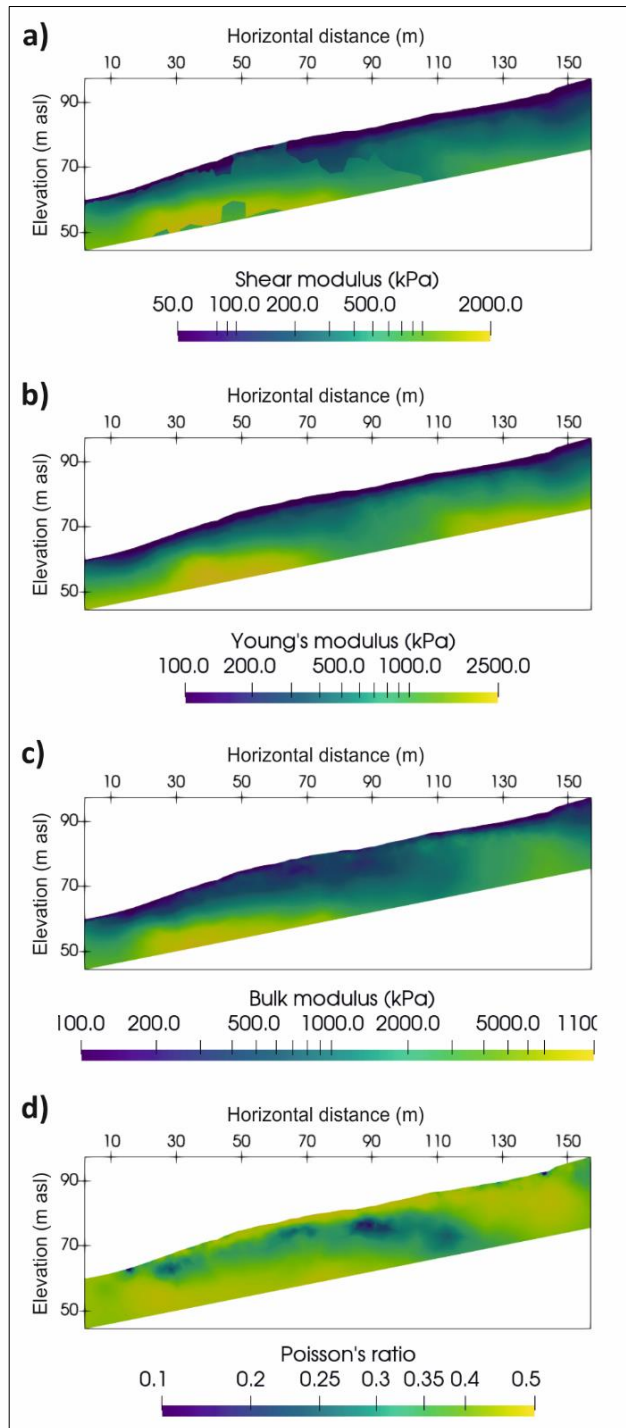 a)
Horizontal distance (m)
10 30 50 70 90 110 130 150
Elevation (m asl)
90
70
50
Shear modulus (kPa)
50.0 100.0 200.0 500.0 2000.0
b)
Horizontal distance (m)
10 30 50 70 90 110 130 150
Elevation (m asl)
90
70
50
Young's modulus (kPa)
100.0 200.0 500.0 1000.0 2500.0
c)
Horizontal distance (m)
10 30 50 70 90 110 130 150
Elevation (m asl)
90
70
50
Bulk modulus (kPa)
100.0 200.0 500.0 1000.0 2000.0 5000.0 1100
d)
Horizontal distance (m)
10 30 50 70 90 110 130 150
Elevation (m asl)
90
70
50
Poisson's ratio
0.1 0.2 0.25 0.3 0.35 0.4 0.5